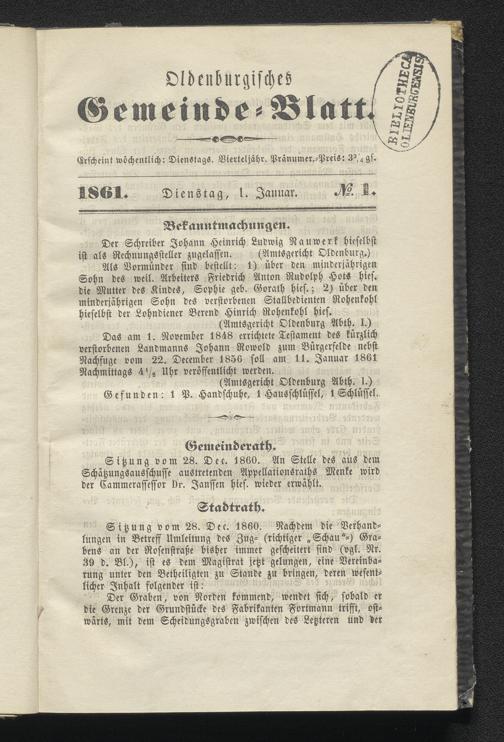 Oldenburgisches
Gemeinde-Blatt.
BIBLIOTHECA
OLIENBURGENSIS
Erscheint wöchentlich: Dienstags. Vierteljähr. Pränumer.-Preis: 3¾ gs.
1861. Dienstag, 1. Januar. № 1.
Bekanntmachungen.
Der Schreiber Johann Heinrich Ludwig Nauwerk hieselbst
ist als Rechnungssteller zugelassen. (Amtsgericht Oldenburg.)
Als Vormünder sind bestellt: 1) über den minderjährigen
Sohn des weil. Arbeiters Friedrich Anton Rudolph Hots hies.
die Mutter des Kindes, Sophie geb. Gorath hies.; 2) über den
minderjährigen Sohn des verstorbenen Stallbedienten Rohenkohl
hieselbst der Lohndiener Berend Hinrich Rohenkohl hies.
(Amtsgericht Oldenburg Abth. I.)
Das am 1. November 1848 errichtete Testament des kürzlich
verstorbenen Landmanns Johann Rowold zum Bürgerfelde nebst
Nachfuge vom 22. December 1856 soll am 11. Januar 1861
Nachmittags 4½ Uhr veröffentlicht werden.
(Amtsgericht Oldenburg Abth. I.)
Gefunden: 1 P. Handschuhe, 1 Hausschlüssel, 1 Schlüssel.
Gemeinderath.
Sitzung vom 28. Dec. 1860. An Stelle des aus dem
Schätzungsausschusse austretenden Appellationsraths Menke wird
der Cammerassessor Dr. Janssen hies. wieder erwählt.
Stadtrath.
Sitzung vom 28. Dec. 1860. Nachdem die Verhand-
lungen in Betreff Umleitung des Zug- (richtiger „Schau"-) Gra-
bens an der Rosenstraße bisher immer gescheitert sind (vgl. Nr.
39 d. Bl.), ist es dem Magistrat jetzt gelungen, eine Vereinba-
rung unter den Betheiligten zu Stande zu bringen, deren wesent-
licher Inhalt folgender ist:
Der Graben, von Norden kommend, wendet sich, sobald er
die Grenze der Grundstücke des Fabrikanten Fortmann trifft, ost-
wärts, mit dem Scheidungsgraben zwischen des Letzteren und der